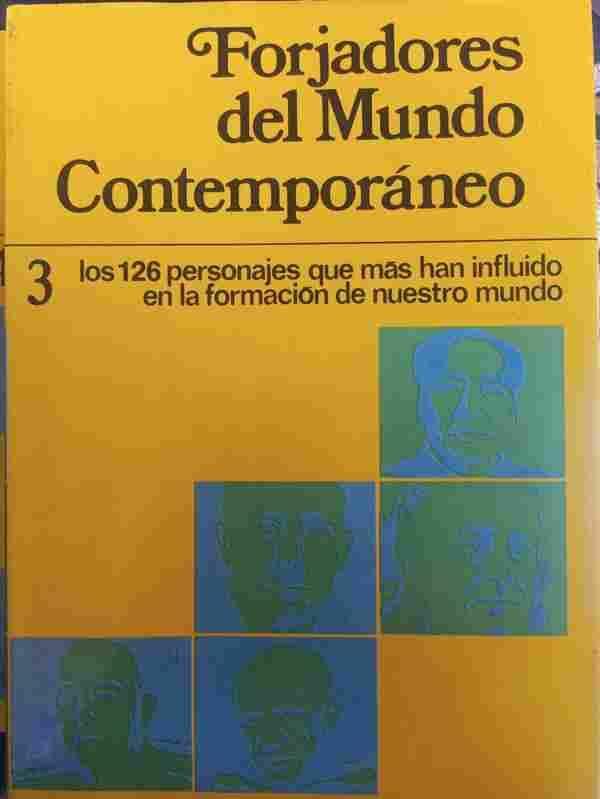 Forjadores
del Mundo
Contemporáneo
3 los 126 personajes que más han influido
en la formación de nuestro mundo